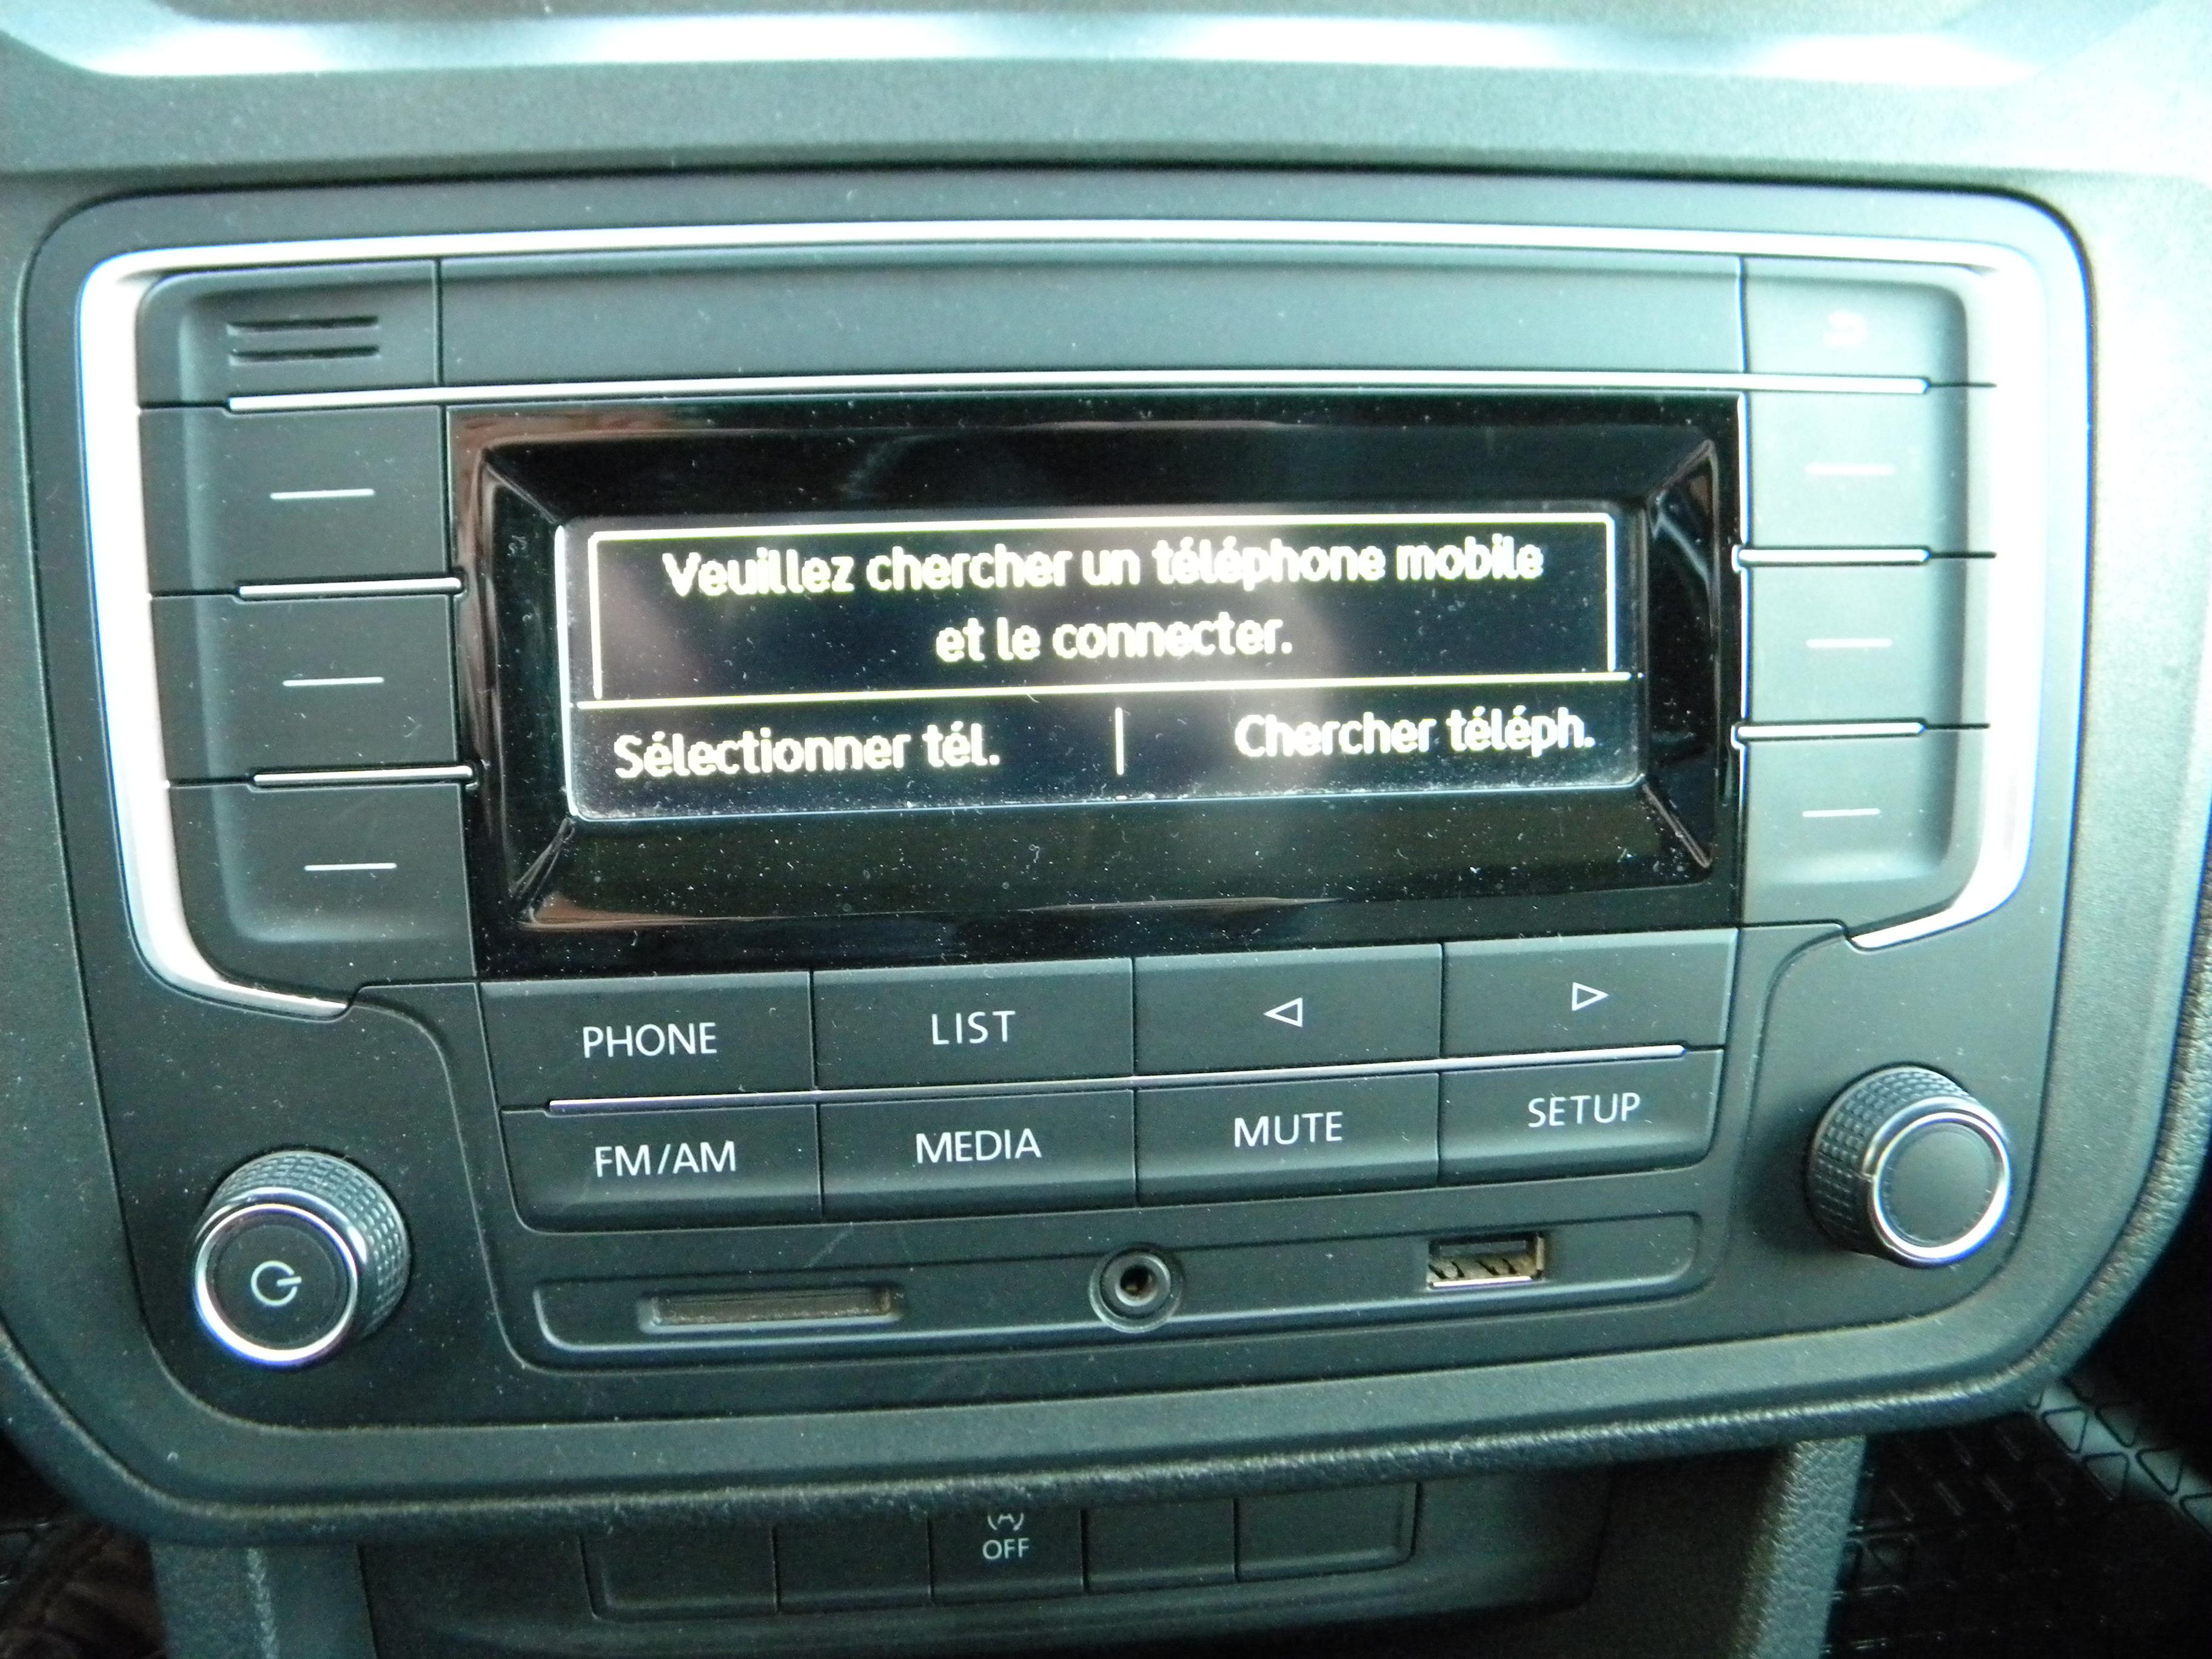 Veuillez chercher un téléphone mobile
et le connecter.
Sélectionner tél. Chercher téléph.
PHONE LIST
FM/AM MEDIA MUTE SETUP
(A)
OFF